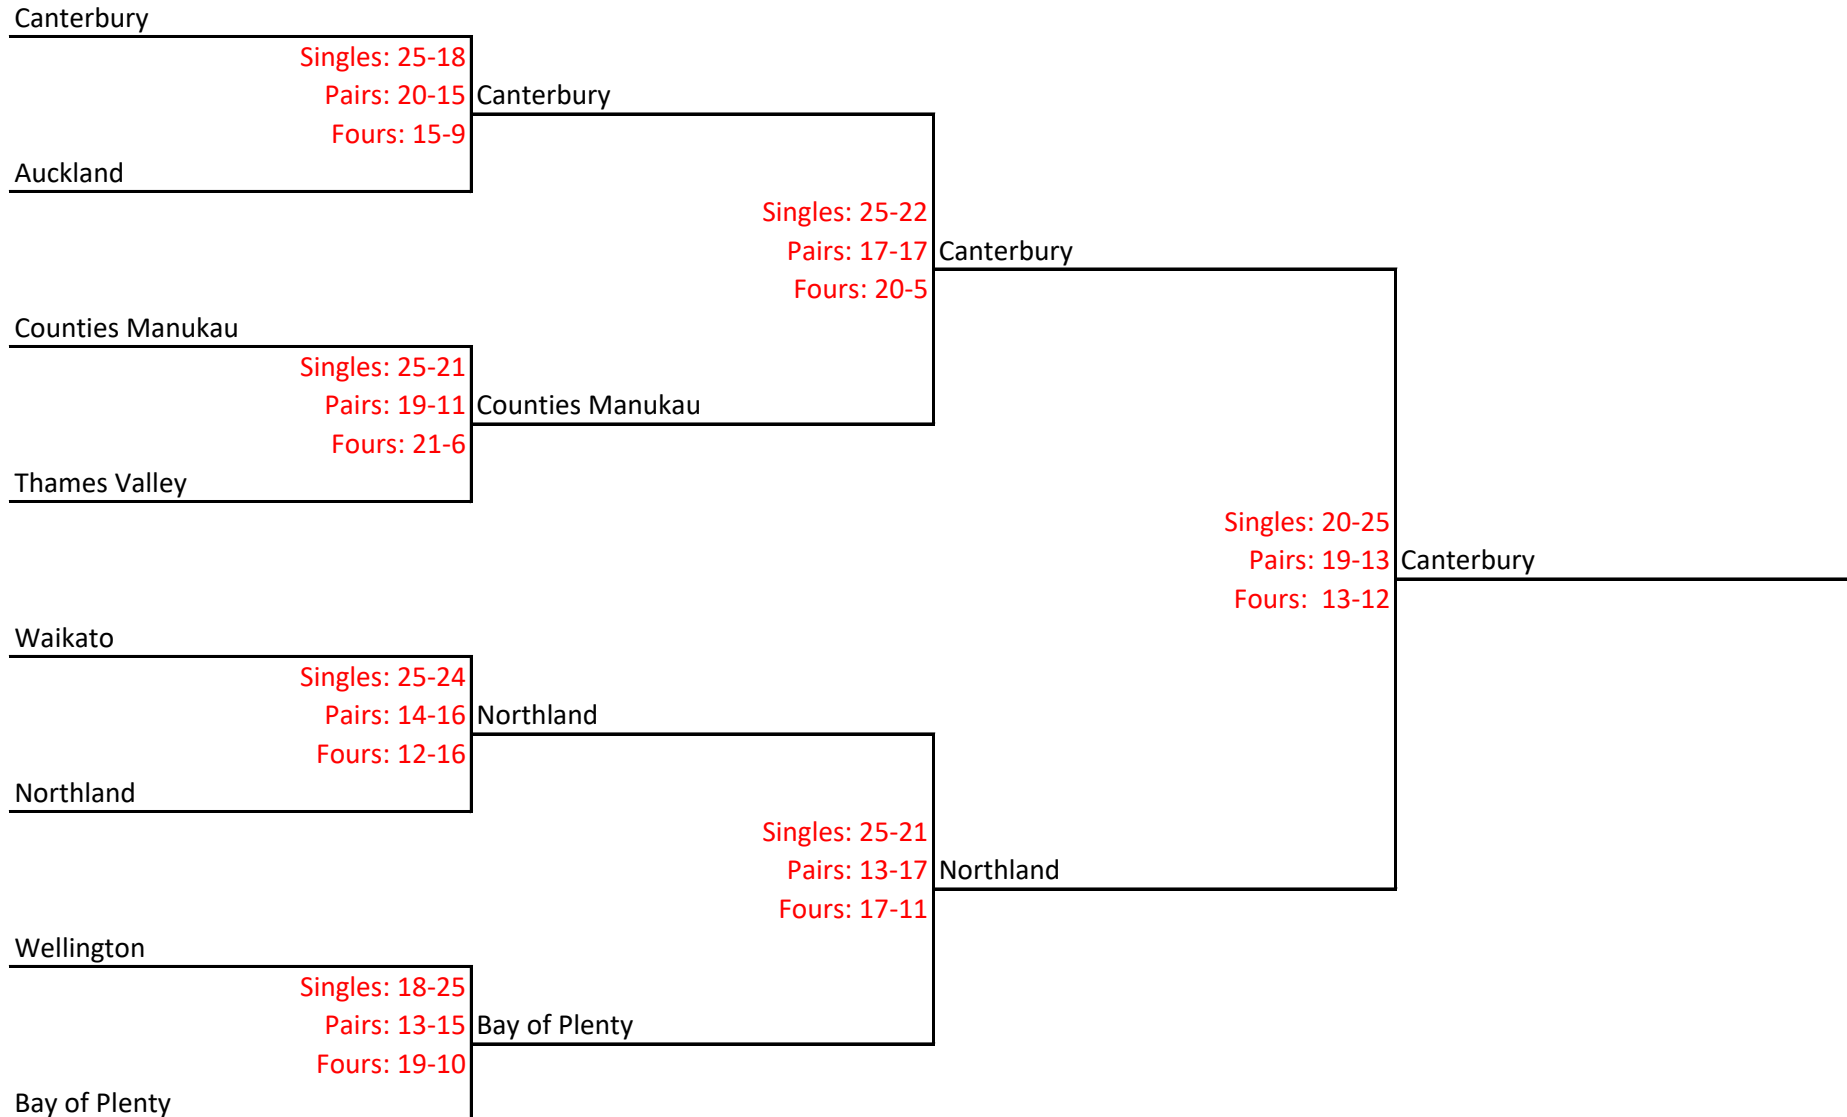 Canterbury
Singles: 25-18
Pairs: 20-15
Canterbury
Fours: 15-9
Auckland
Singles: 25-22
Pairs: 17-17
Canterbury
Fours: 20-5
Counties Manukau
Singles: 25-21
Pairs: 19-11
Counties Manukau
Fours: 21-6
Thames Valley
Singles: 20-25
Pairs: 19-13
Canterbury
Fours:  13-12
Waikato
Singles: 25-24
Pairs: 14-16
Northland
Fours: 12-16
Northland
Singles: 25-21
Pairs: 13-17
Northland
Fours: 17-11
Wellington
Singles: 18-25
Pairs: 13-15
Bay of Plenty
Fours: 19-10
Bay of Plenty